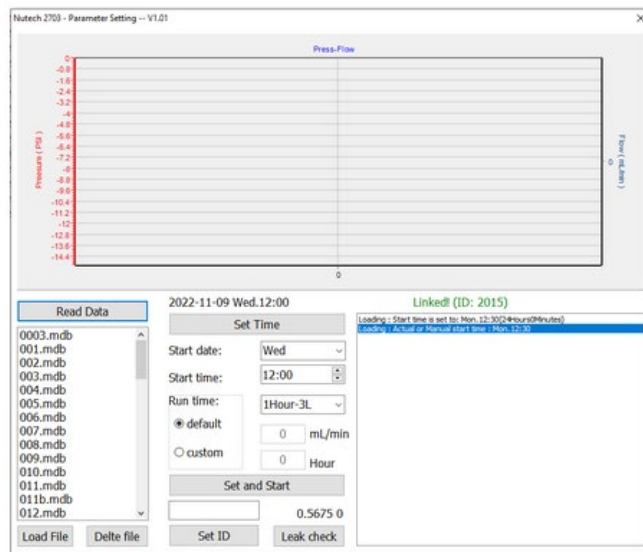 Nutech 2703 - Parameter Setting -- V1.01
Press-Flow
0
-0.8
-1.6
-2.4
-3.2
-4
-4.8
-5.6
-6.4
-7.2
-8
-8.8
-9.6
-10.4
-11.2
-12
-12.8
-13.6
-14.4
Preesure ( PSI )
0
Flow ( mL/min )
0
Read Data
0003.mdb
001.mdb
002.mdb
003.mdb
004.mdb
005.mdb
006.mdb
007.mdb
008.mdb
009.mdb
010.mdb
011.mdb
011b.mdb
012.mdb
Load File
Delte file
2022-11-09 Wed.12:00
Set Time
Start date:
Wed
Start time:
12:00
Run time:
1Hour-3L
default
0 mL/min
custom
0 Hour
Set and Start
0.5675 0
Set ID
Leak check
Linked! (ID: 2015)
Loading : Start time is set to: Mon.12:30(24Hours0Minutes)
Loading : Actual or Manual start time : Mon.12:30